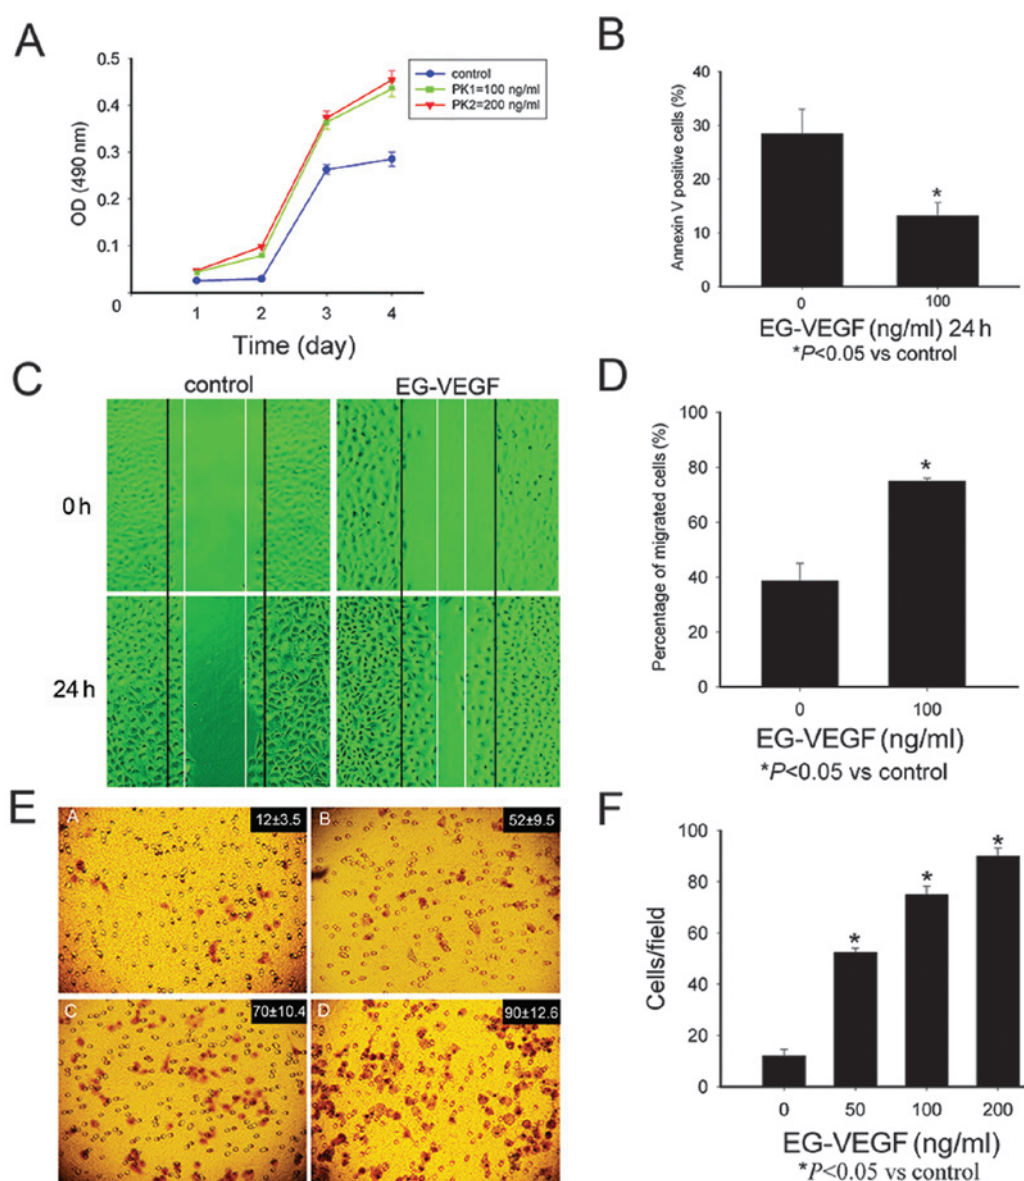 A
OD (490 nm)
0.5
0.4
0.3
0.2
0.1
0
1 2 3 4
Time (day)
control
PK1=100 ng/ml
PK2=200 ng/ml
B
Annexin V positive cells (%)
40
30
20
10
0
0 100
EG-VEGF (ng/ml) 24 h
*P<0.05 vs control
*
C
control EG-VEGF
0 h
24 h
D
Percentage of migrated cells (%)
100
80
60
40
20
0
*
0 100
EG-VEGF (ng/ml)
*P<0.05 vs control
E
A 12±3.5
B 52±9.5
C 70±10.4
D 90±12.6
F
Cells/field
100
80
60
40
20
0
* * *
0 50 100 200
EG-VEGF (ng/ml)
*P<0.05 vs control